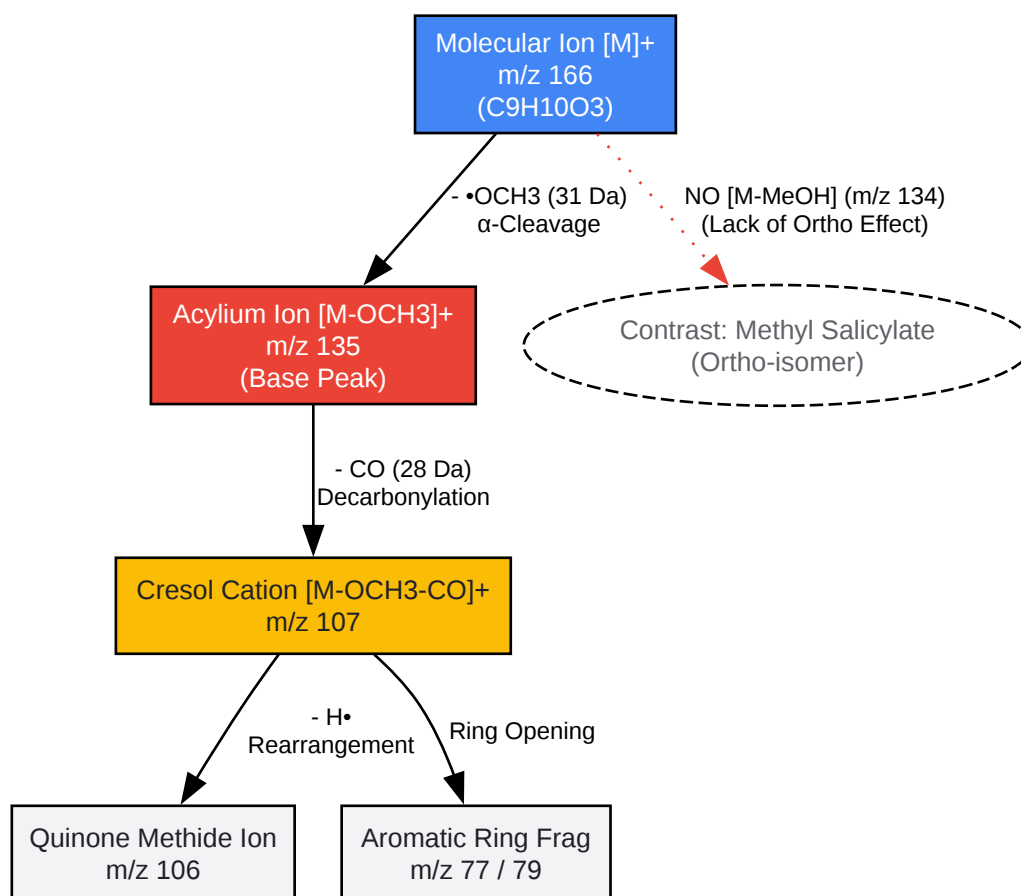 Molecular Ion [M]+
m/z 166
(C9H10O3)
- •OCH3 (31 Da)
α-Cleavage
NO [M-MeOH] (m/z 134)
(Lack of Ortho Effect)
Acylium Ion [M-OCH3]+
m/z 135
(Base Peak)
Contrast: Methyl Salicylate
(Ortho-isomer)
- CO (28 Da)
Decarbonylation
Cresol Cation [M-OCH3-CO]+
m/z 107
- H•
Rearrangement
Ring Opening
Quinone Methide Ion
m/z 106
Aromatic Ring Frag
m/z 77 / 79